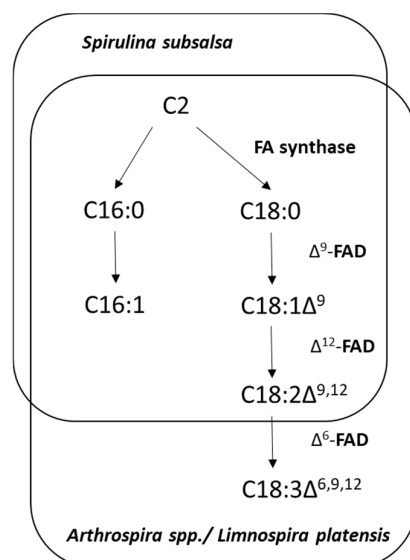 Spirulina subsalsa
C2
FA synthase
C16:0 C18:0
Δ⁹-FAD
C16:1 C18:1Δ⁹
Δ¹²-FAD
C18:2Δ⁹,¹²
Δ⁶-FAD
C18:3Δ⁶,⁹,¹²
Arthrospira spp./ Limnospira platensis